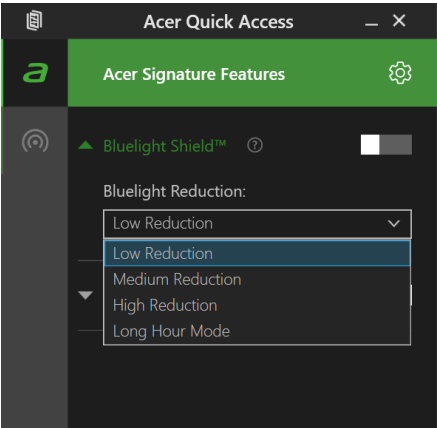 Acer Quick Access
a
Acer Signature Features
Bluelight Shield™ ?
Bluelight Reduction:
Low Reduction
Low Reduction
Medium Reduction
High Reduction
Long Hour Mode